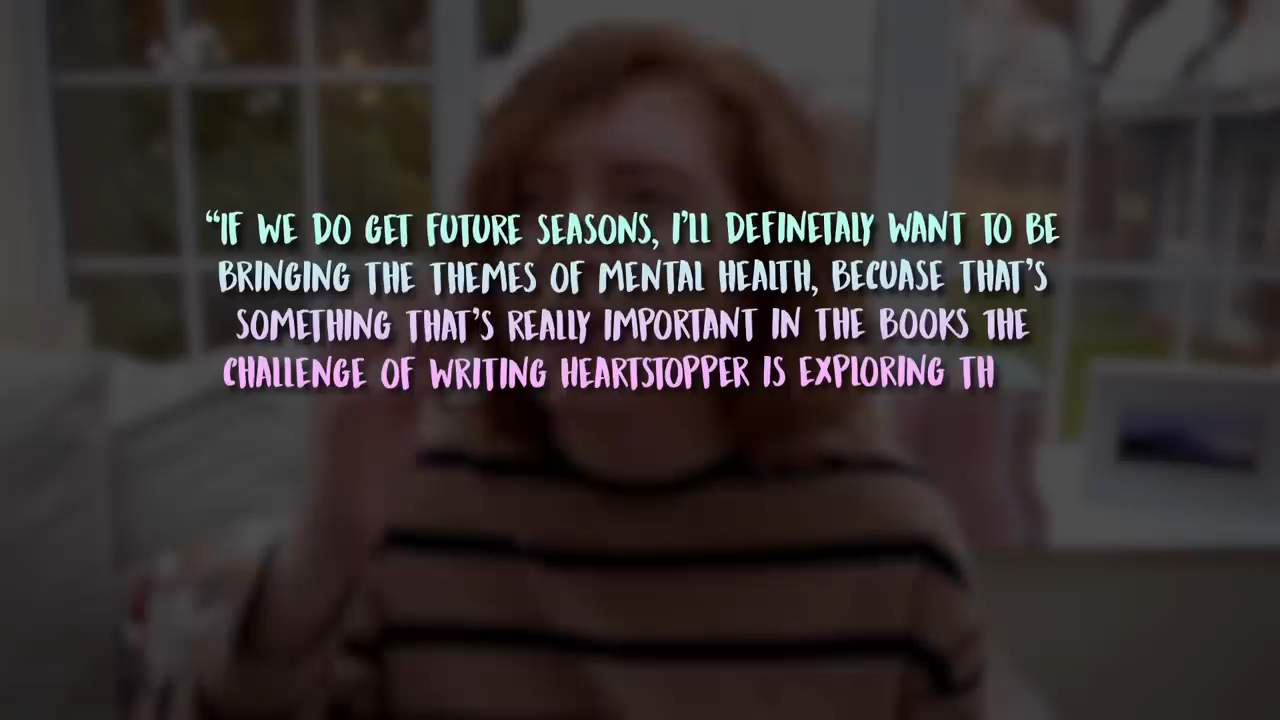 “IF WE DO GET FUTURE SEASONS, I’LL DEFINETALY WANT TO BE
BRINGING THE THEMES OF MENTAL HEALTH, BECUASE THAT’S
SOMETHING THAT’S REALLY IMPORTANT IN THE BOOKS THE
CHALLENGE OF WRITING HEARTSTOPPER IS EXPLORING TH